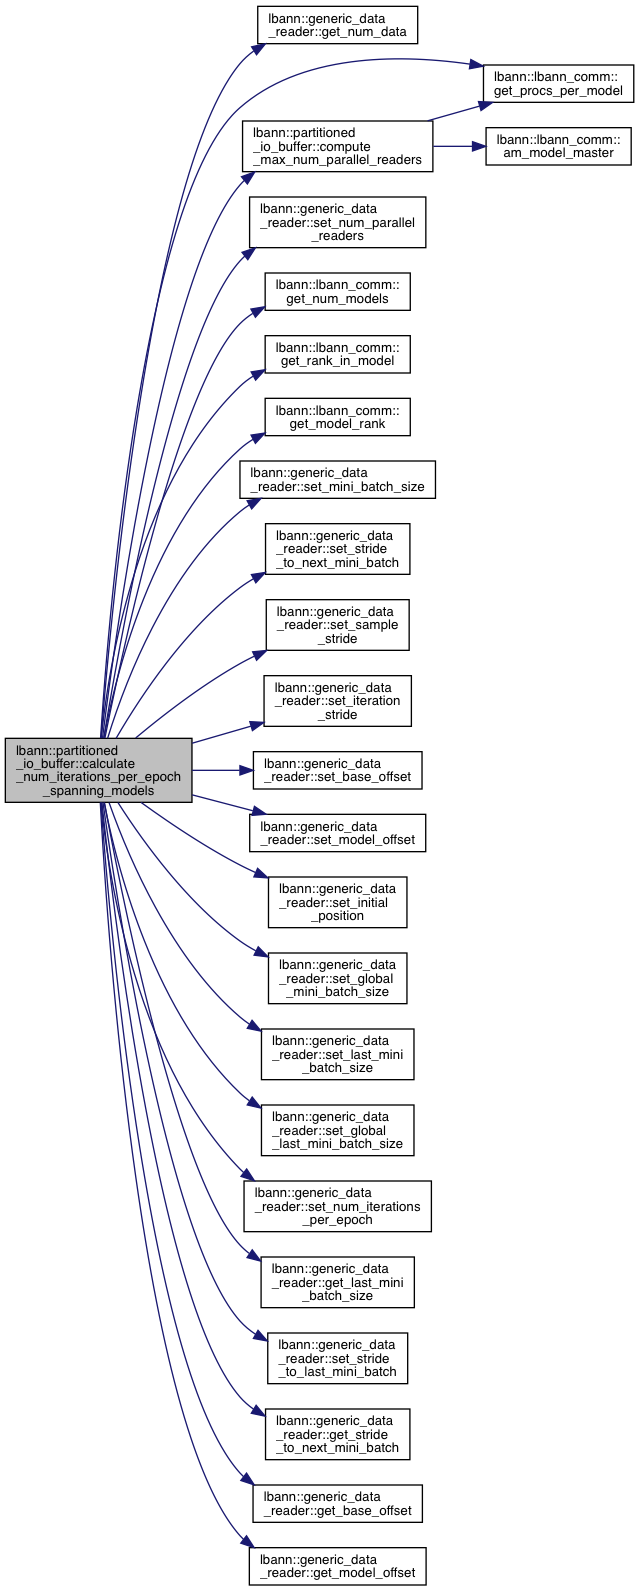 lbann::generic_data
_reader::get_num_data
lbann::lbann_comm::
get_procs_per_model
lbann::partitioned
_io_buffer::compute
_max_num_parallel_readers
lbann::lbann_comm::
am_model_master
lbann::generic_data
_reader::set_num_parallel
_readers
lbann::lbann_comm::
get_num_models
lbann::lbann_comm::
get_rank_in_model
lbann::lbann_comm::
get_model_rank
lbann::generic_data
_reader::set_mini_batch_size
lbann::generic_data
_reader::set_stride
_to_next_mini_batch
lbann::generic_data
_reader::set_sample
_stride
lbann::generic_data
_reader::set_iteration
_stride
lbann::partitioned
_io_buffer::calculate
_num_iterations_per_epoch
_spanning_models
lbann::generic_data
_reader::set_base_offset
lbann::generic_data
_reader::set_model_offset
lbann::generic_data
_reader::set_initial
_position
lbann::generic_data
_reader::set_global
_mini_batch_size
lbann::generic_data
_reader::set_last_mini
_batch_size
lbann::generic_data
_reader::set_global
_last_mini_batch_size
lbann::generic_data
_reader::set_num_iterations
_per_epoch
lbann::generic_data
_reader::get_last_mini
_batch_size
lbann::generic_data
_reader::set_stride
_to_last_mini_batch
lbann::generic_data
_reader::get_stride
_to_next_mini_batch
lbann::generic_data
_reader::get_base_offset
lbann::generic_data
_reader::get_model_offset